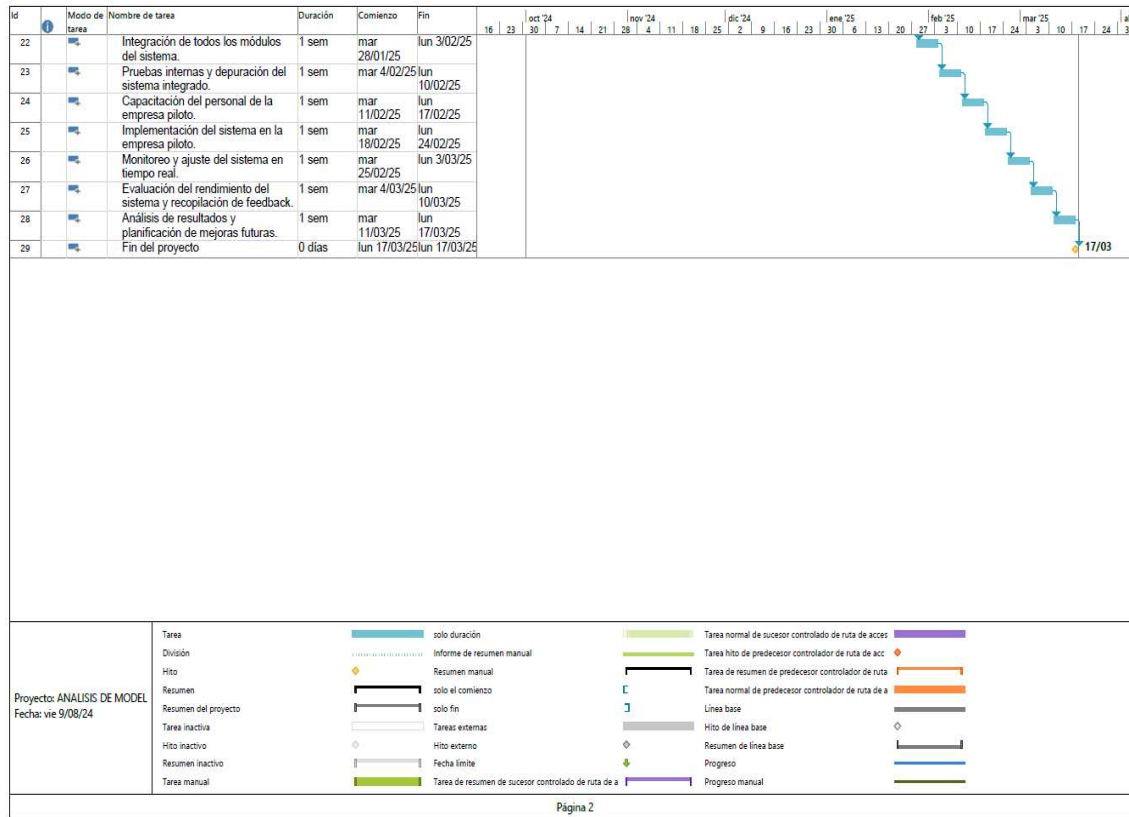 Id
Modo de tarea
Nombre de tarea
Duración
Comienzo
Fin
oct '24 nov '24 dic '24 ene '25 feb '25 mar '25
16 23 30 7 14 21 28 4 11 18 25 2 9 16 23 30 6 13 20 27 3 10 17 24 3 10 17 24
22 Integración de todos los módulos del sistema. 1 sem mar 28/01/25 lun 3/02/25
23 Pruebas internas y depuración del sistema integrado. 1 sem mar 4/02/25 lun 10/02/25
24 Capacitación del personal de la empresa piloto. 1 sem mar 11/02/25 lun 17/02/25
25 Implementación del sistema en la empresa piloto. 1 sem mar 18/02/25 lun 24/02/25
26 Monitoreo y ajuste del sistema en tiempo real. 1 sem mar 25/02/25 lun 3/03/25
27 Evaluación del rendimiento del sistema y recopilación de feedback. 1 sem mar 4/03/25 lun 10/03/25
28 Análisis de resultados y planificación de mejoras futuras. 1 sem mar 11/03/25 lun 17/03/25
29 Fin del proyecto 0 días lun 17/03/25 lun 17/03/25
17/03
Proyecto: ANALISIS DE MODEL
Fecha: vie 9/08/24
Tarea
División
Hito
Resumen
Resumen del proyecto
Tarea inactiva
Hito inactivo
Resumen inactivo
Tarea manual
solo duración
Informe de resumen manual
Resumen manual
solo el comienzo
solo fin
Tareas externas
Hito externo
Fecha límite
Tarea de resumen de sucesor controlado de ruta de a
Tarea normal de sucesor controlado de ruta de acces
Tarea hito de predecesor controlador de ruta de acc
Tarea de resumen de predecesor controlador de ruta
Tarea normal de predecesor controlador de ruta de a
Línea base
Hito de línea base
Resumen de línea base
Progreso
Progreso manual
Página 2